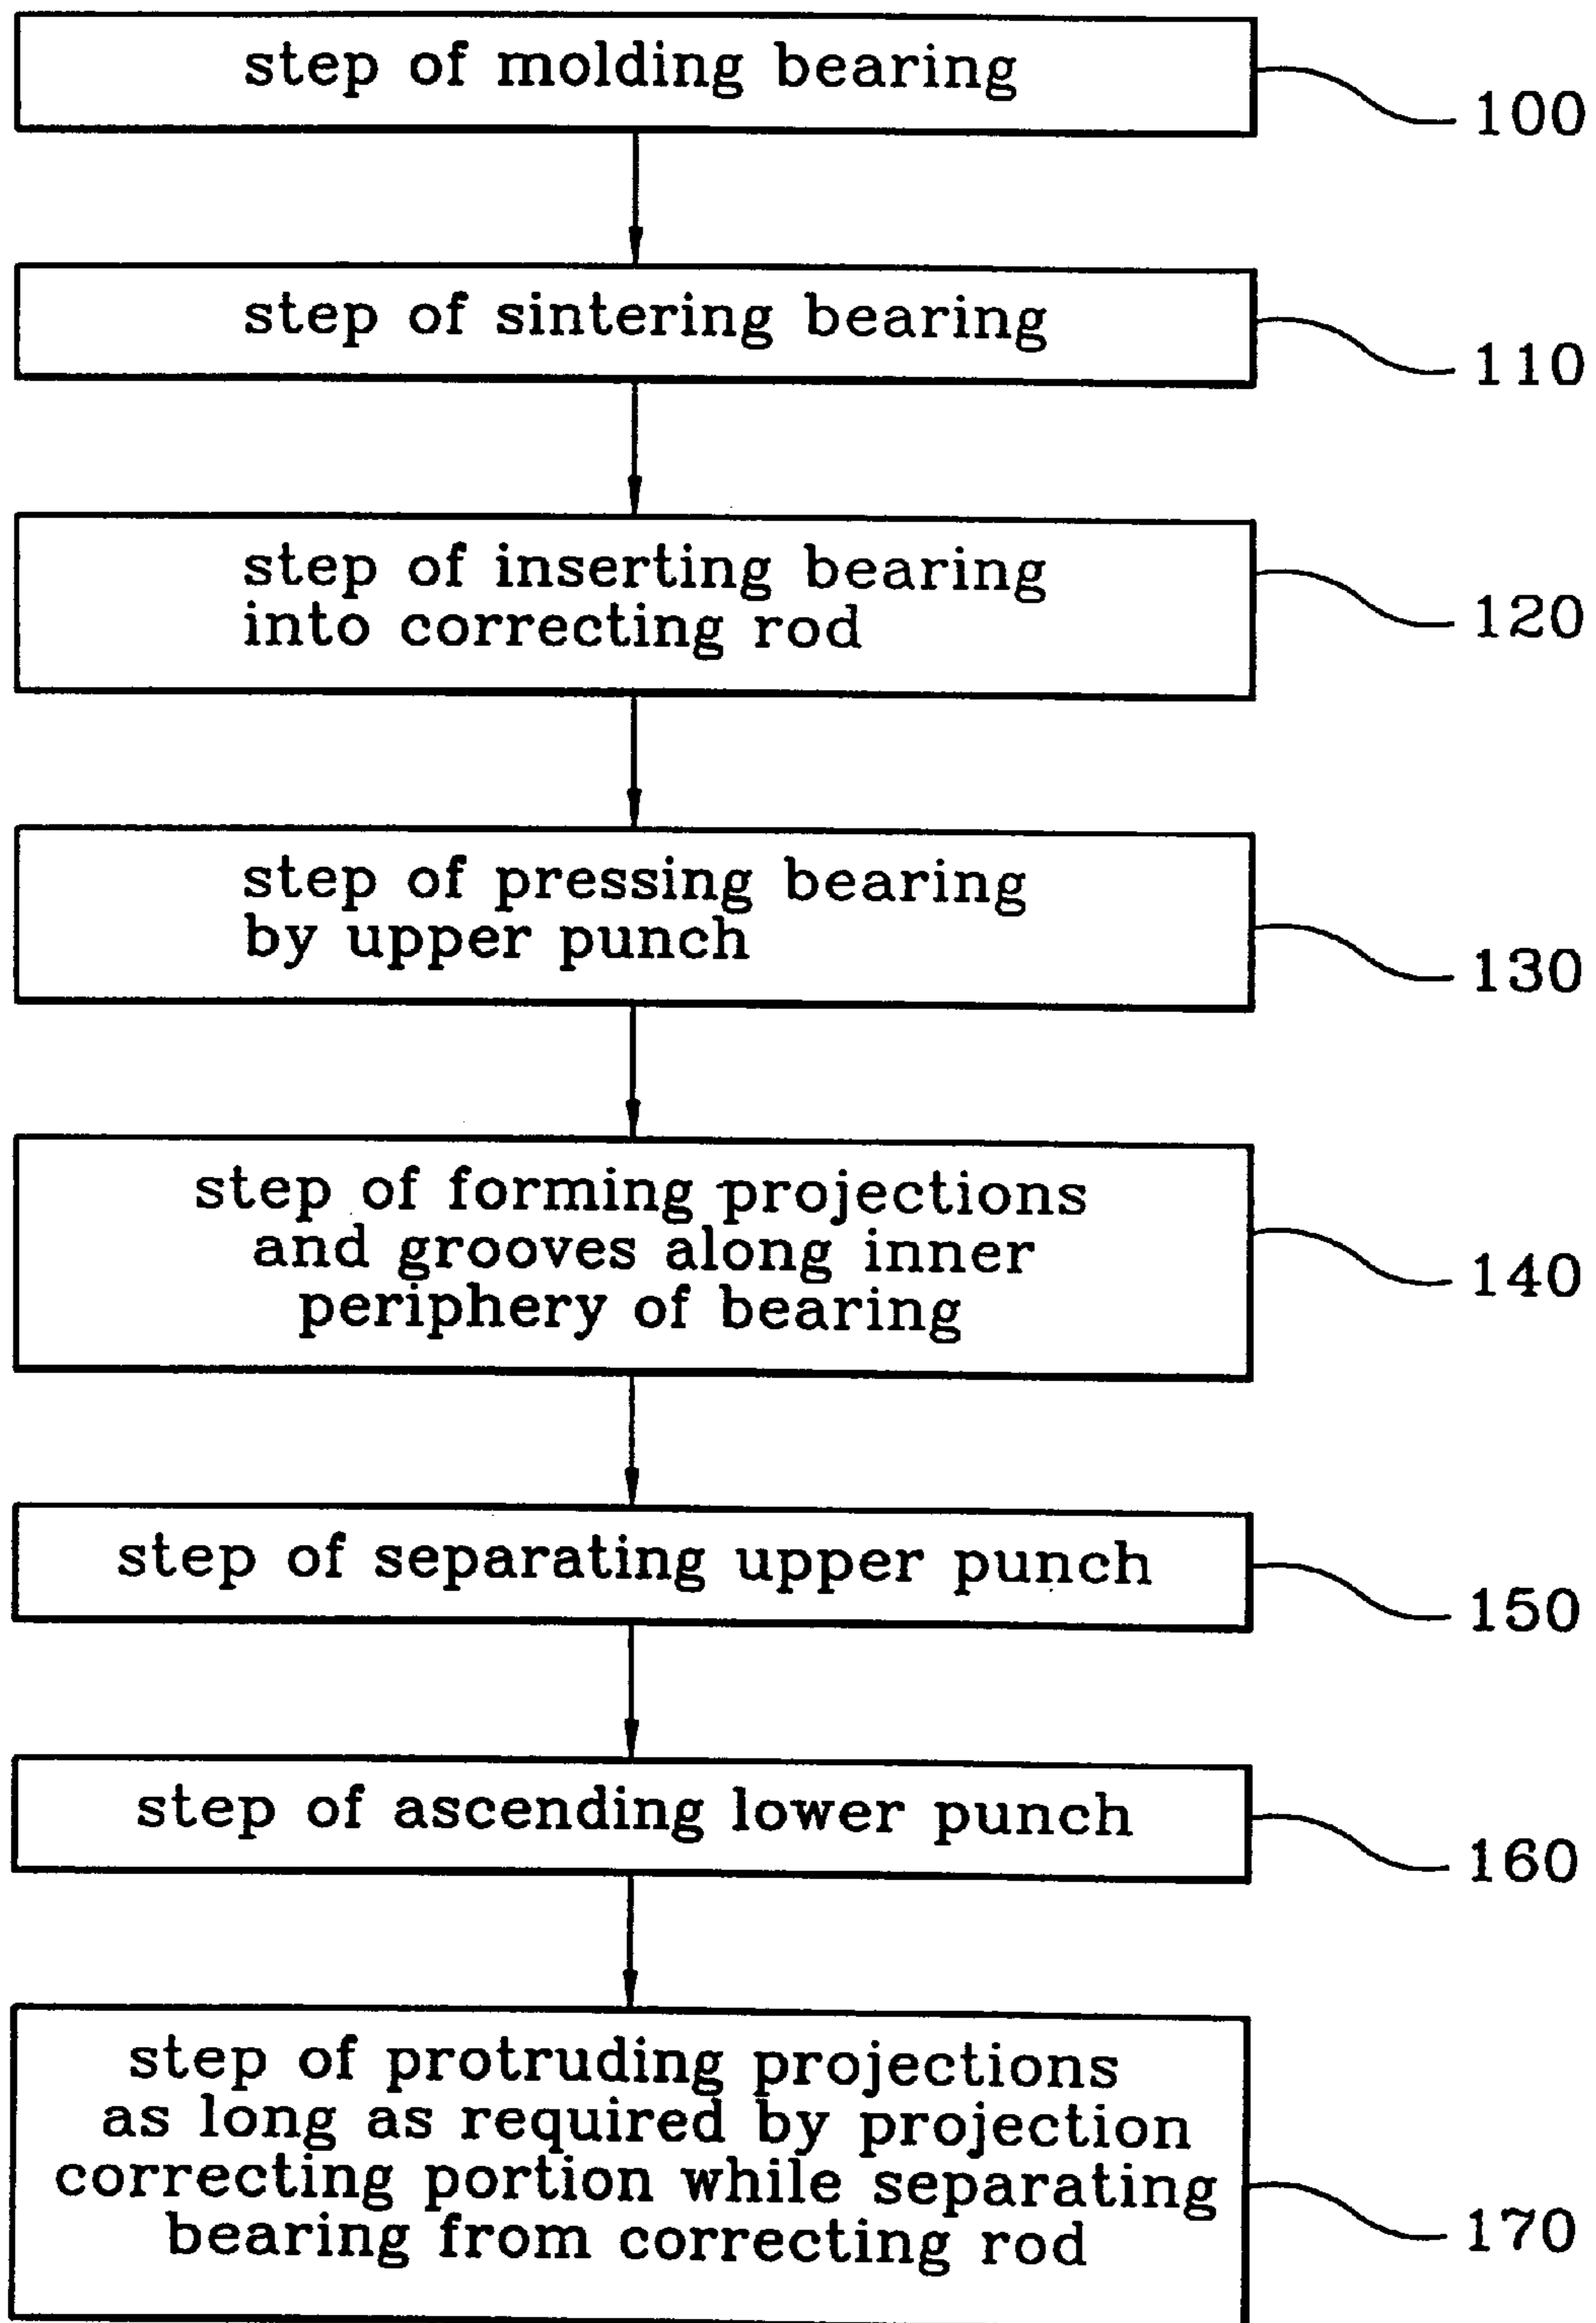 step of molding bearing
100
step of sintering bearing
110
step of inserting bearing
into correcting rod
120
step of pressing bearing
by upper punch
130
step of forming projections
and grooves along inner
periphery of bearing
140
step of separating upper punch
150
step of ascending lower punch
160
step of protruding projections
as long as required by projection
correcting portion while separating
bearing from correcting rod
170